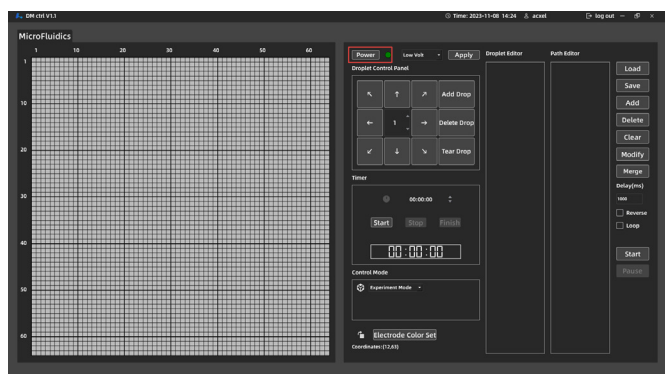 DM ctrl V1.1
Time: 2023-11-08 14:24 acxel log out
MicroFluidics
1 10 20 30 40 50 60
1
10
20
30
40
50
60
Power Low Volt Apply
Droplet Control Panel
Add Drop
1 Delete Drop
Tear Drop
Timer
00:00:00
Start Stop Finish
00:00:00
Control Mode
Experiment Mode
Electrode Color Set
Coordinates:(12,63)
Droplet Editor
Path Editor
Load
Save
Add
Delete
Clear
Modify
Merge
Delay(ms)
1000
Reverse
Loop
Start
Pause